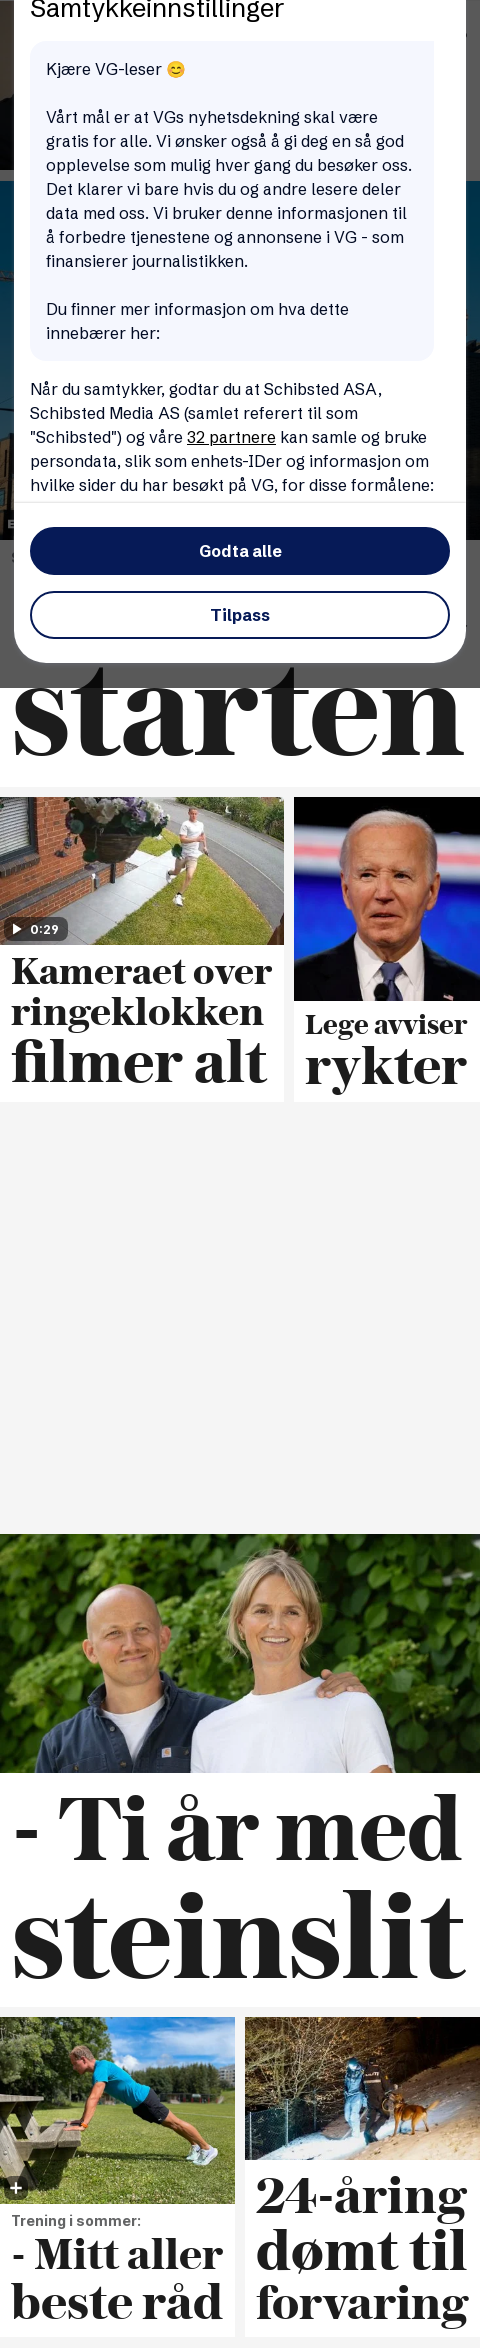 Samtykkeinnstillinger
Kjære VG-leser 😊
Vårt mål er at VGs nyhetsdekning skal være
gratis for alle. Vi ønsker også å gi deg en så god
opplevelse som mulig hver gang du besøker oss.
Det klarer vi bare hvis du og andre lesere deler
data med oss. Vi bruker denne informasjonen til
å forbedre tjenestene og annonsene i VG - som
finansierer journalistikken.
Du finner mer informasjon om hva dette
innebærer her:
Når du samtykker, godtar du at Schibsted ASA,
Schibsted Media AS (samlet referert til som
"Schibsted") og våre 32 partnere kan samle og bruke
persondata, slik som enhets-IDer og informasjon om
hvilke sider du har besøkt på VG, for disse formålene:
Godta alle
Tilpass
starten
0:29
Kameraet over
ringeklokken
filmer alt
Lege avviser
rykter
- Ti år med
steinslit
Trening i sommer:
- Mitt aller
beste råd
24-åring
dømt til
forvaring